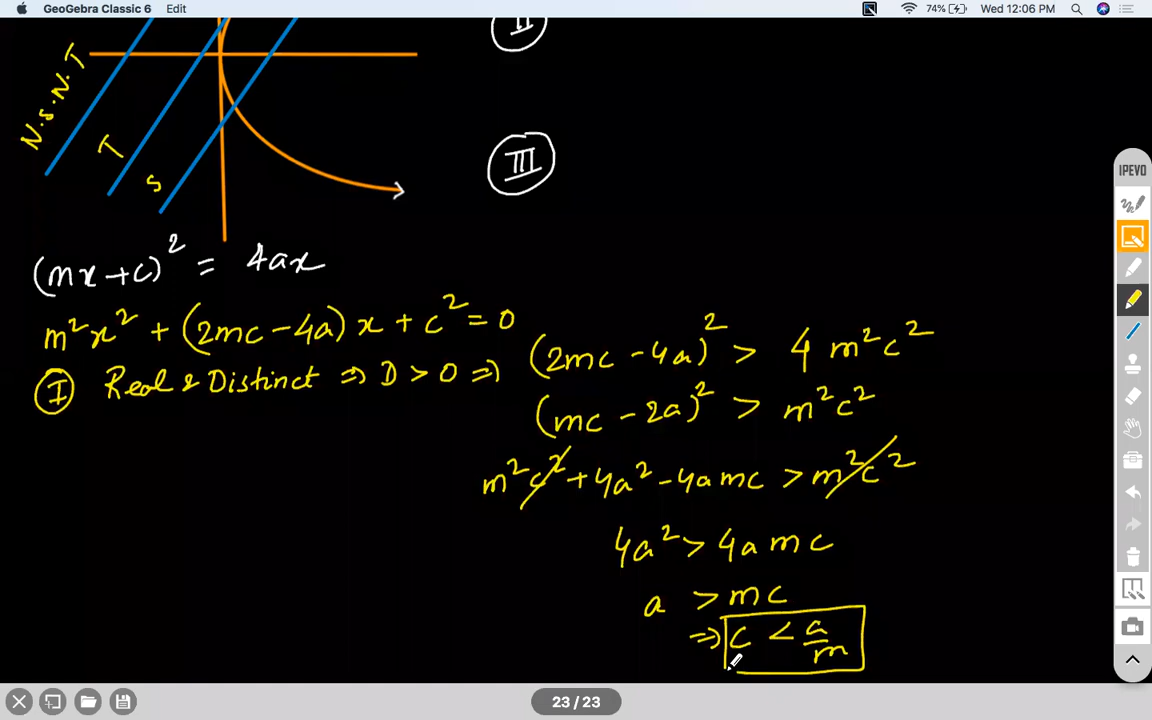 GeoGebra Classic 6 Edit 74% Wed 12:06 PM
II
N.S.N.T
T
S
III
IPEVO
(mx+c)² = 4ax
m²x² + (2mc-4a)x + c² = 0
I Real & Distinct ⇒ D > 0 ⇒ (2mc-4a)² > 4m²c²
(mc-2a)² > m²c²
m²c² + 4a² - 4amc > m²c²
4a² > 4amc
a > mc
⇒ c < a/m
23 / 23